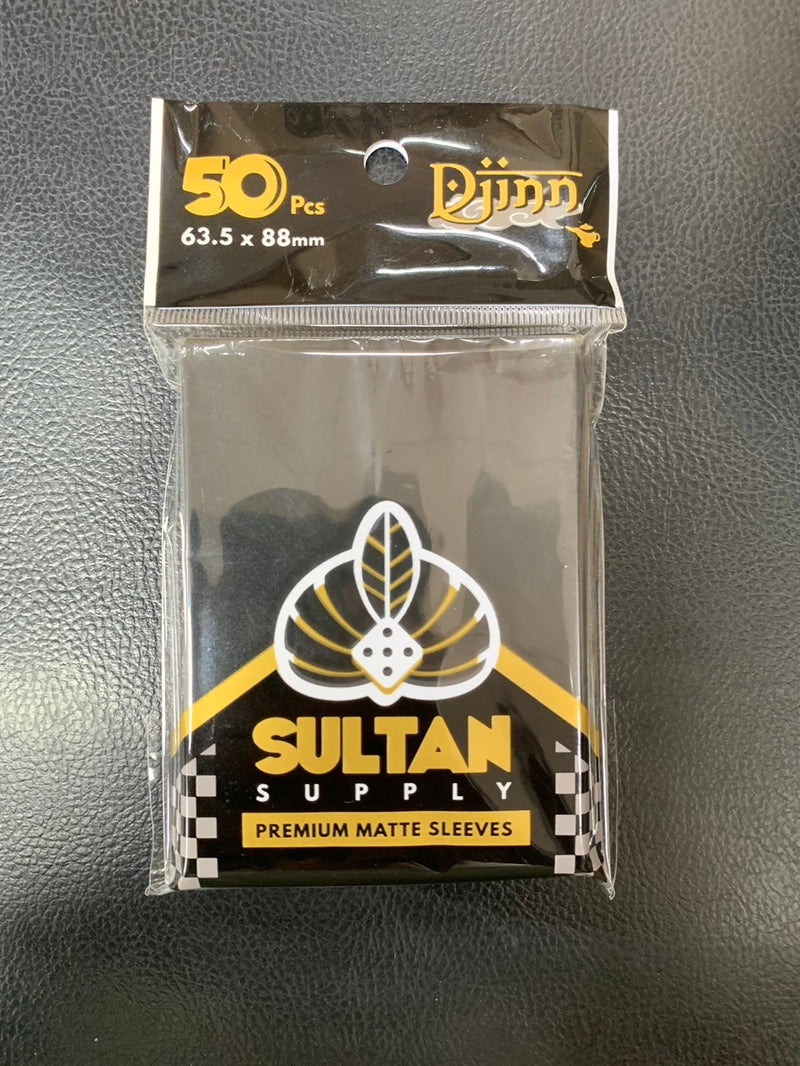 50 Pcs
63.5 x 88mm
Djinn
SULTAN
SUPPLY
PREMIUM MATTE SLEEVES